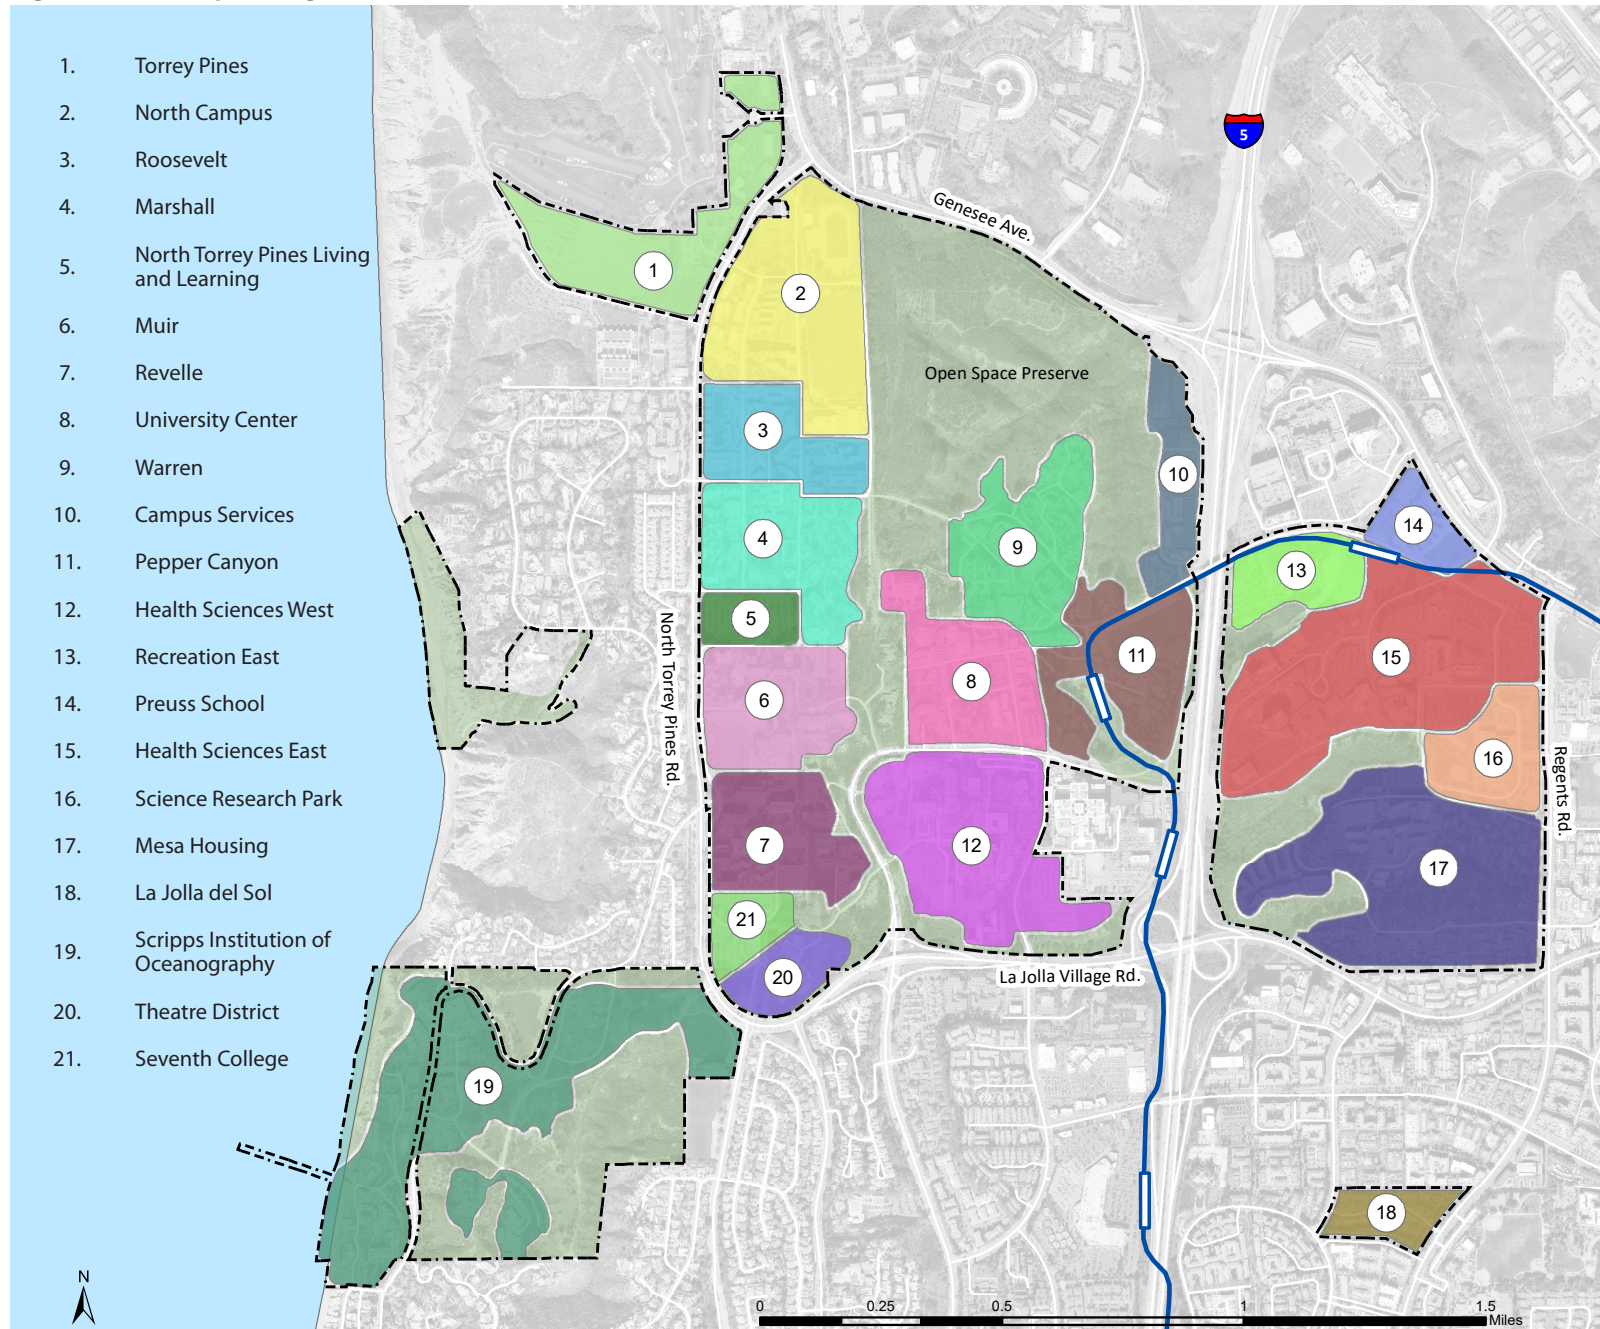 1. Torrey Pines
2. North Campus
3. Roosevelt
4. Marshall
5. North Torrey Pines Living
and Learning
6. Muir
7. Revelle
8. University Center
9. Warren
10. Campus Services
11. Pepper Canyon
12. Health Sciences West
13. Recreation East
14. Preuss School
15. Health Sciences East
16. Science Research Park
17. Mesa Housing
18. La Jolla del Sol
19. Scripps Institution of
Oceanography
20. Theatre District
21. Seventh College
5
Genesee Ave.
1
2
Open Space Preserve
3
10
14
4
9
13
5
North Torrey Pines Rd.
11
15
8
6
16
Regents Rd.
7
12
17
21
20
La Jolla Village Rd.
19
18
N
0 0.25 0.5 1 1.5
Miles